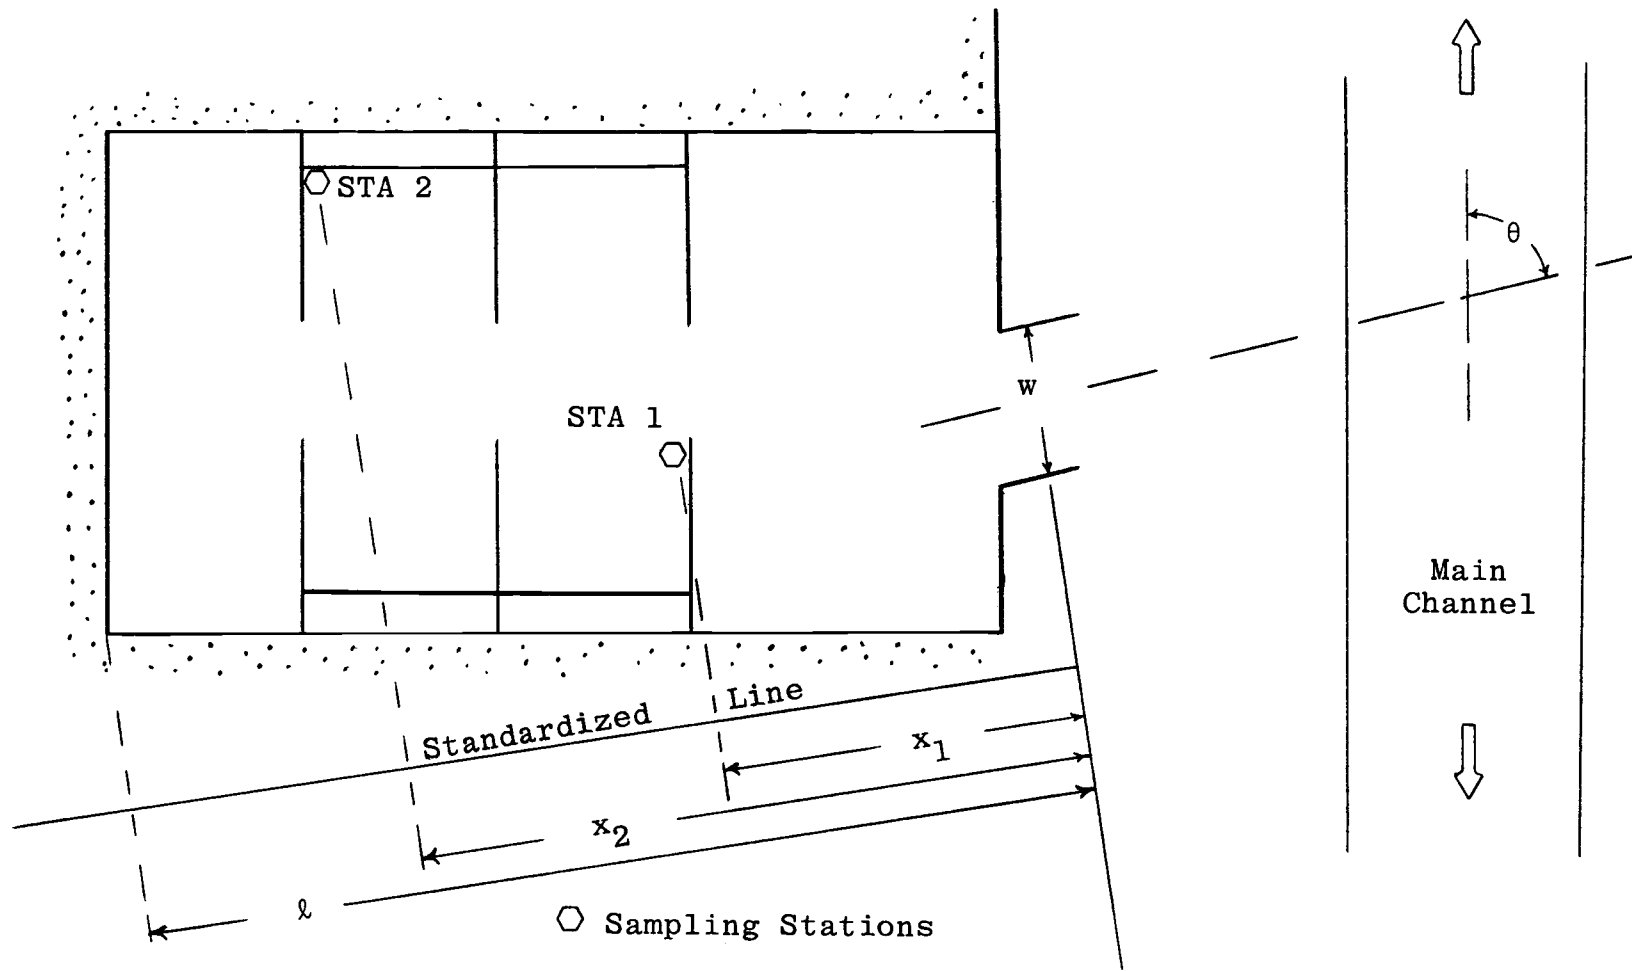 STA 2
θ
w
STA 1
Main
Channel
Standardized Line
x1
x2
ℓ
Sampling Stations